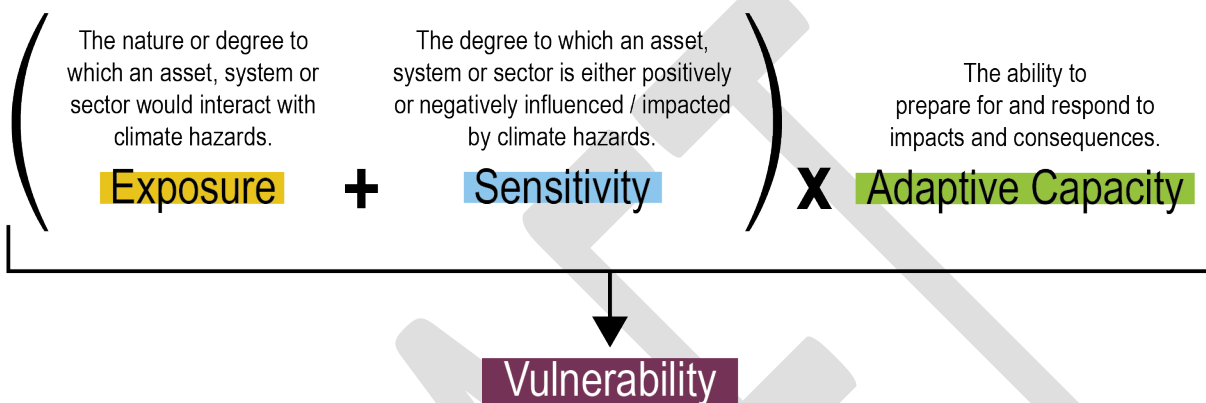 The nature or degree to
which an asset, system or
sector would interact with
climate hazards.
Exposure
+
The degree to which an asset,
system or sector is either positively
or negatively influenced / impacted
by climate hazards.
Sensitivity
x
The ability to
prepare for and respond to
impacts and consequences.
Adaptive Capacity
Vulnerability